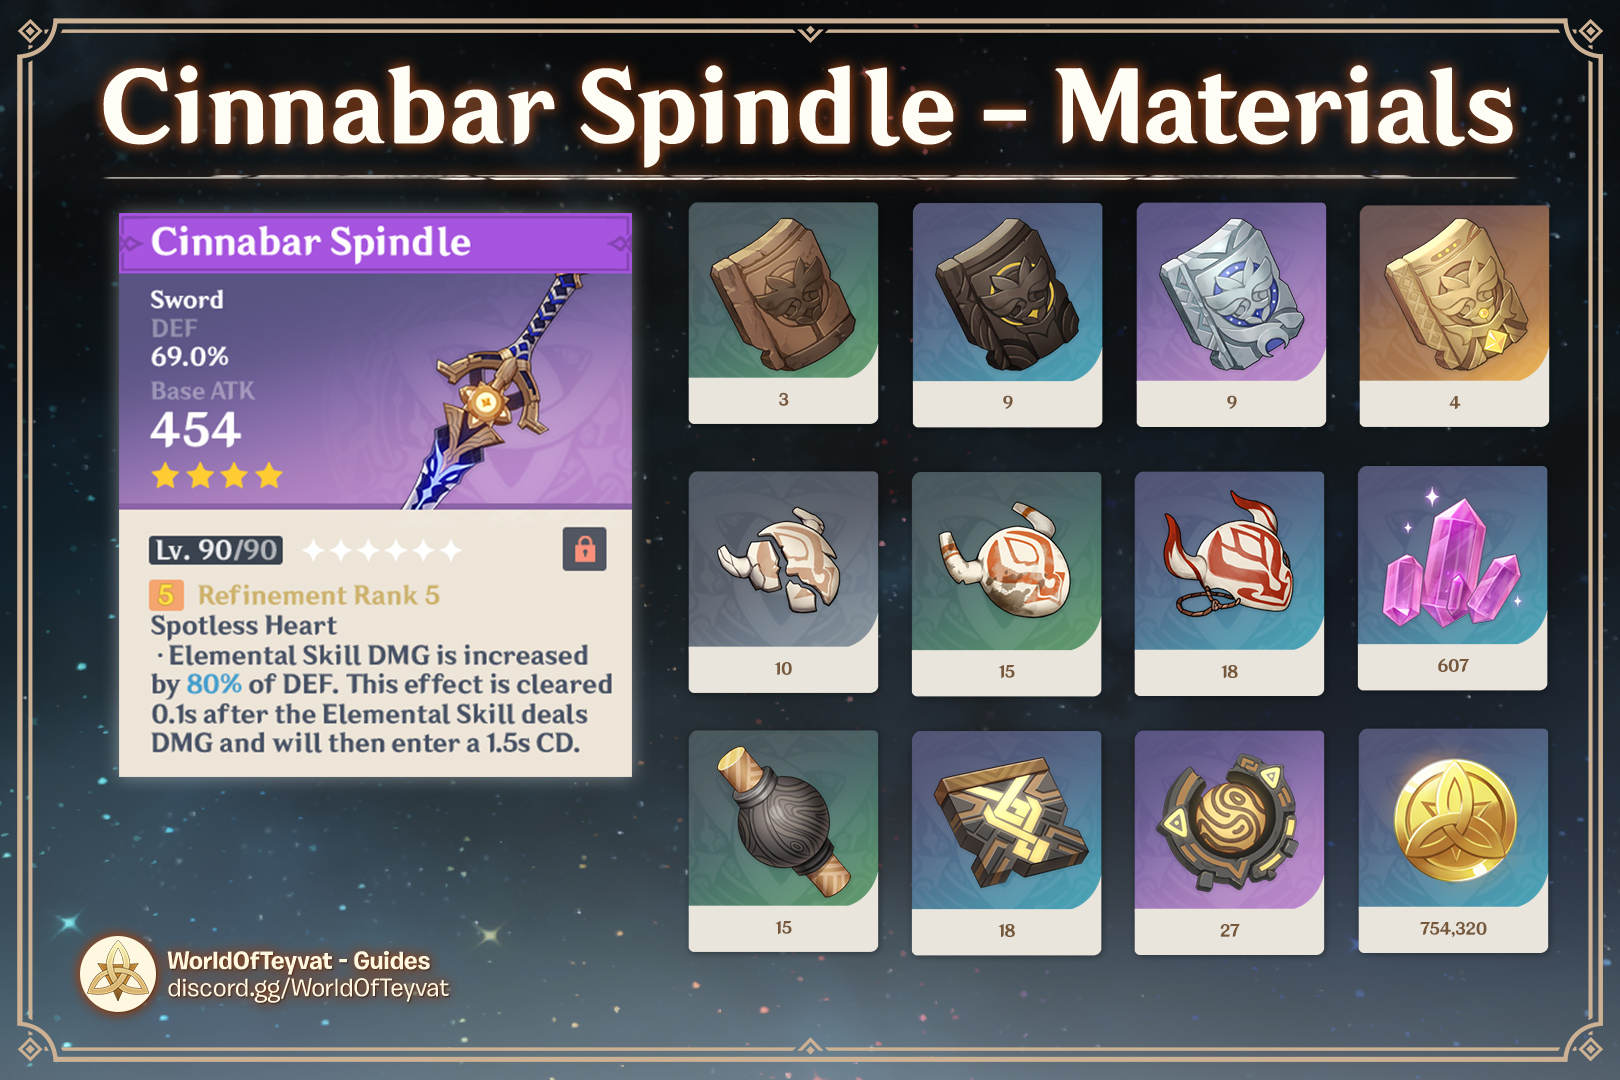 Cinnabar Spindle - Materials
Cinnabar Spindle
Sword
DEF
69.0%
Base ATK
454
Lv. 90/90
5 Refinement Rank 5
Spotless Heart
· Elemental Skill DMG is increased
by 80% of DEF. This effect is cleared
0.1s after the Elemental Skill deals
DMG and will then enter a 1.5s CD.
3
9
9
4
10
15
18
607
15
18
27
754,320
WorldOfTeyvat - Guides
discord.gg/WorldOfTeyvat